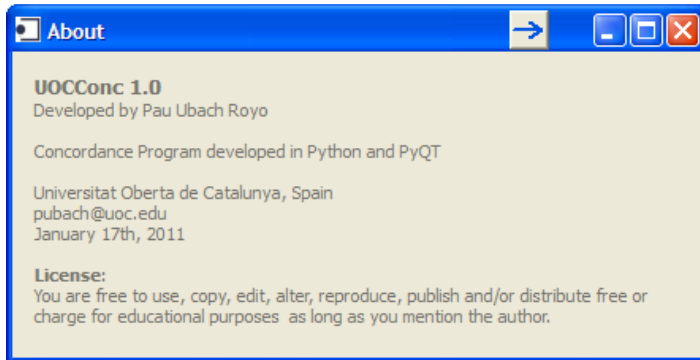 About
UOCConc 1.0
Developed by Pau Ubach Royo
Concordance Program developed in Python and PyQT
Universitat Oberta de Catalunya, Spain
pubach@uoc.edu
January 17th, 2011
License:
You are free to use, copy, edit, alter, reproduce, publish and/or distribute free or
charge for educational purposes  as long as you mention the author.